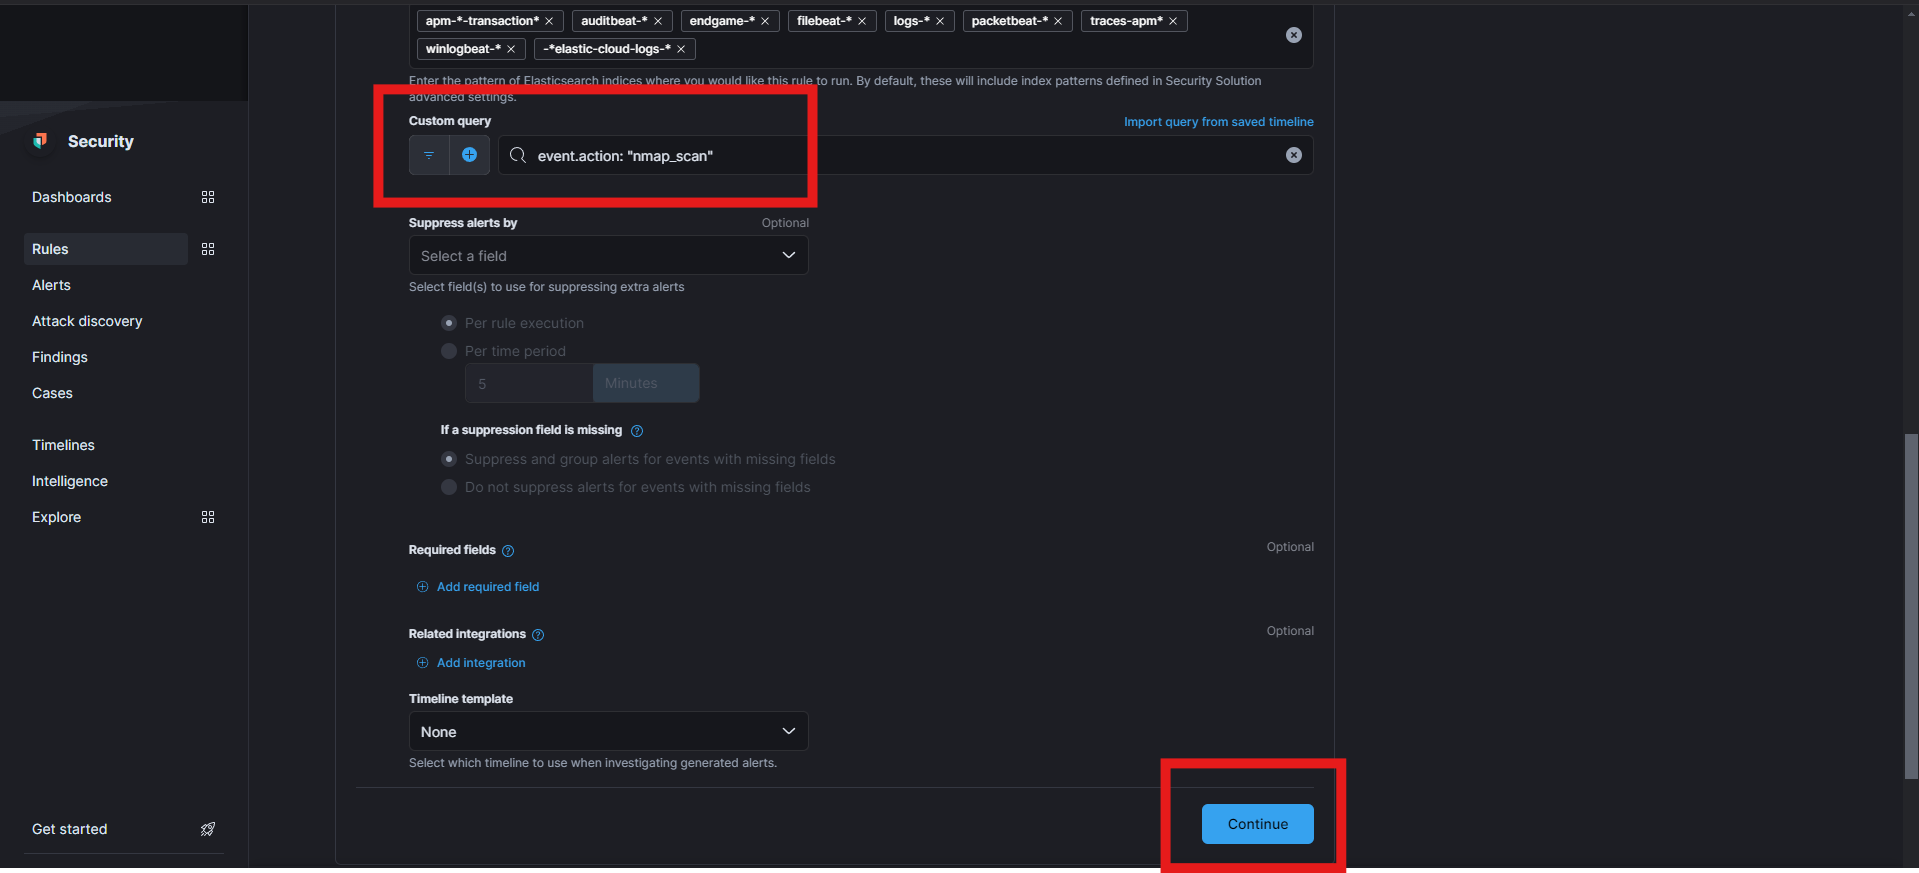 apm-*-transaction* × auditbeat-* × endgame-* × filebeat-* × logs-* × packetbeat-* × traces-apm* ×
winlogbeat-* × -*elastic-cloud-logs-* ×
Enter the pattern of Elasticsearch indices where you would like this rule to run. By default, these will include index patterns defined in Security Solution
advanced settings.
Custom query
Import query from saved timeline
event.action: "nmap_scan"
Suppress alerts by
Optional
Select a field
Select field(s) to use for suppressing extra alerts
Per rule execution
Per time period
5 Minutes
If a suppression field is missing
Suppress and group alerts for events with missing fields
Do not suppress alerts for events with missing fields
Required fields
Optional
Add required field
Related integrations
Optional
Add integration
Timeline template
None
Select which timeline to use when investigating generated alerts.
Continue
Security
Dashboards
Rules
Alerts
Attack discovery
Findings
Cases
Timelines
Intelligence
Explore
Get started